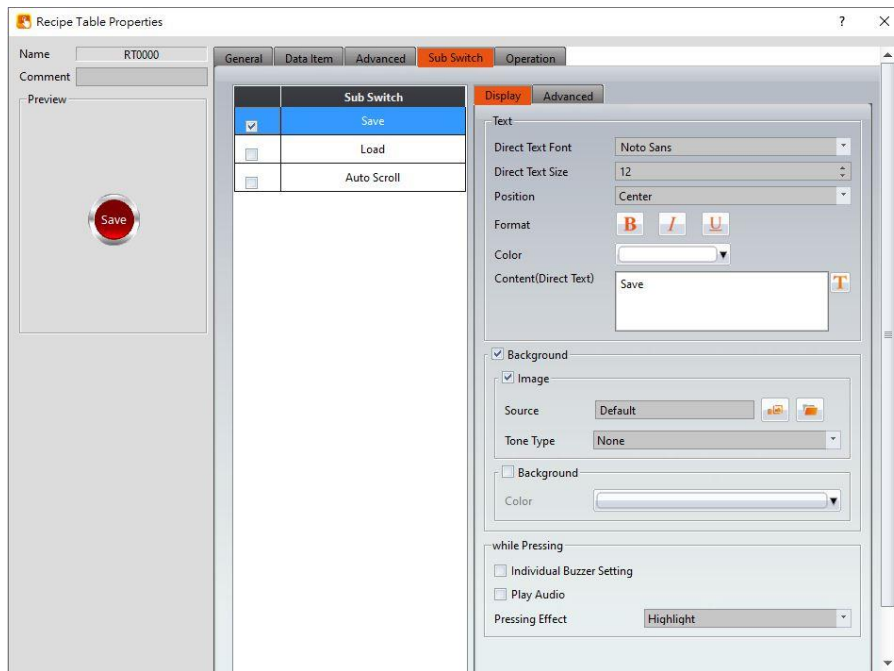 Recipe Table Properties
Name RT0000
Comment
Preview
Save
General Data Item Advanced Sub Switch Operation
Sub Switch
Save
Load
Auto Scroll
Display Advanced
Text
Direct Text Font Noto Sans
Direct Text Size 12
Position Center
Format B I U
Color
Content(Direct Text) Save T
Background
Image
Source Default
Tone Type None
Background
Color
while Pressing
Individual Buzzer Setting
Play Audio
Pressing Effect Highlight